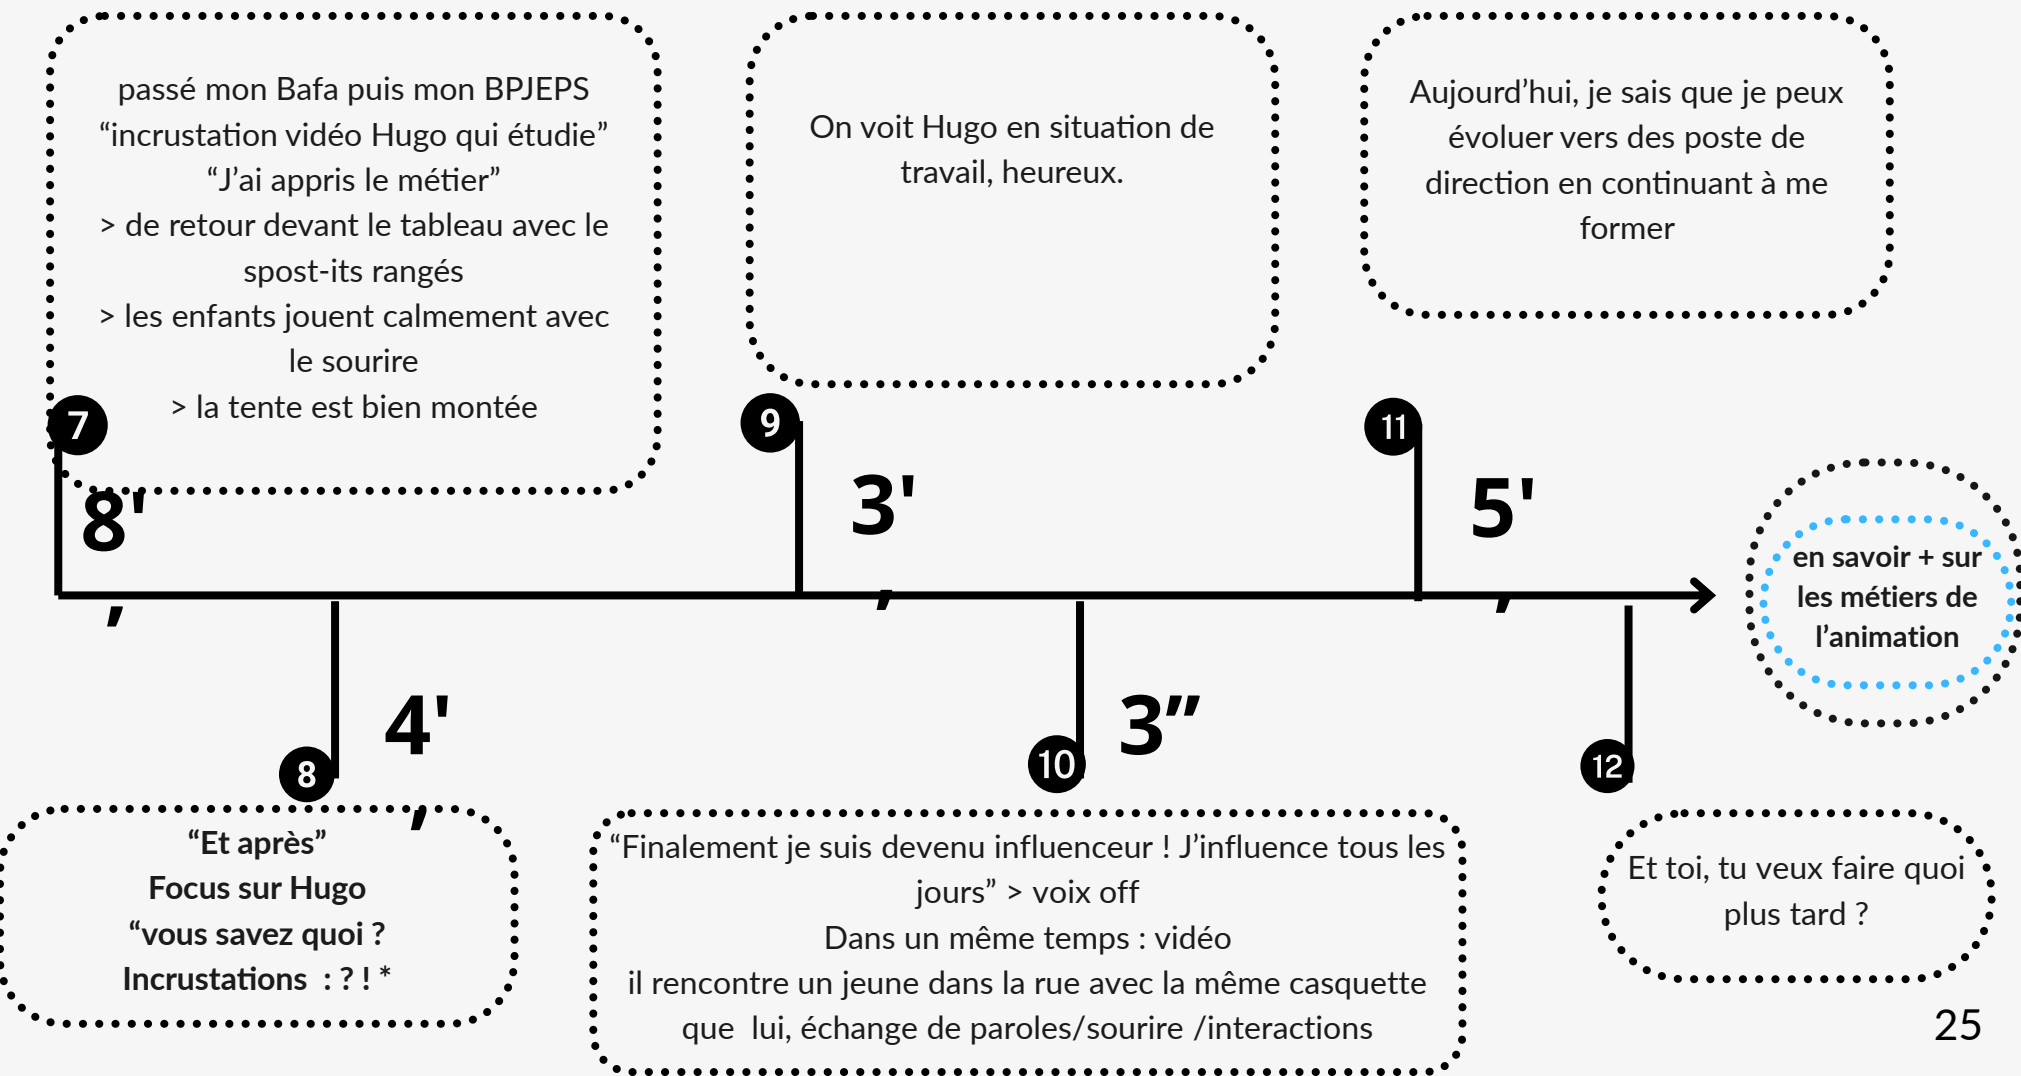 passé mon Bafa puis mon BPJEPS
“incrustation vidéo Hugo qui étudie”
“J’ai appris le métier”
> de retour devant le tableau avec le
spost-its rangés
> les enfants jouent calmement avec
le sourire
> la tente est bien montée
7
8'
’
On voit Hugo en situation de
travail, heureux.
9
3'
’
Aujourd’hui, je sais que je peux
évoluer vers des poste de
direction en continuant à me
former
11
5'
’
en savoir + sur
les métiers de
l’animation
8
4'
’
“Et après”
Focus sur Hugo
“vous savez quoi ?
Incrustations  : ? ! *
10
3’’
“Finalement je suis devenu influenceur ! J’influence tous les
jours” > voix off
Dans un même temps : vidéo
il rencontre un jeune dans la rue avec la même casquette
que  lui, échange de paroles/sourire /interactions
12
Et toi, tu veux faire quoi
plus tard ?
25